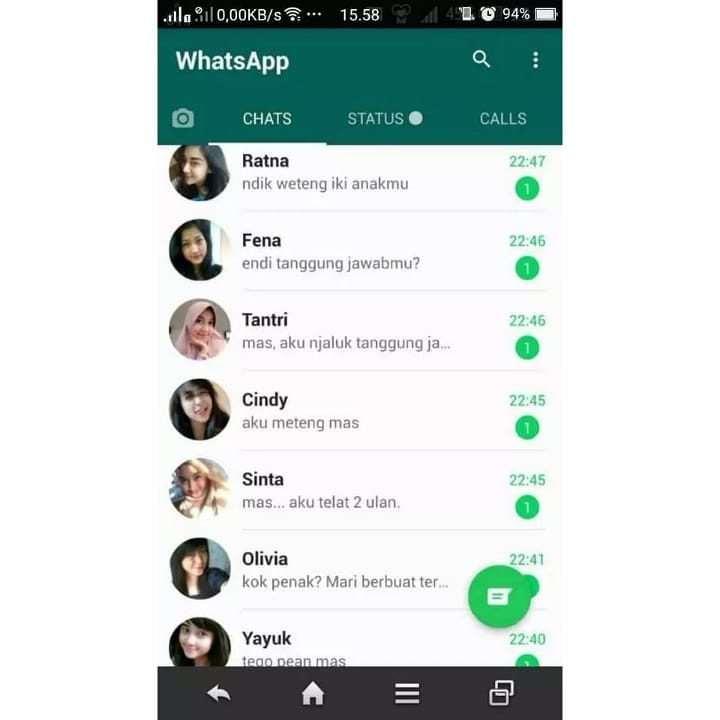 0,00KB/s ... 15.58 94%
WhatsApp
CHATS STATUS CALLS
Ratna 22:47
ndik weteng iki anakmu 1
Fena 22:46
endi tanggung jawabmu? 1
Tantri 22:46
mas, aku njaluk tanggung ja... 1
Cindy 22:45
aku meteng mas 1
Sinta 22:45
mas... aku telat 2 ulan. 1
Olivia 22:41
kok penak? Mari berbuat ter...
Yayuk 22:40
tego pean mas 1